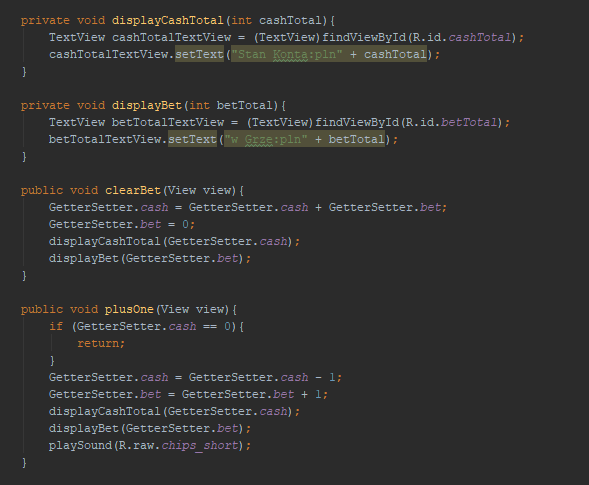 private void displayCashTotal(int cashTotal){
    TextView cashTotalTextView = (TextView)findViewById(R.id.cashTotal);
    cashTotalTextView.setText("Stan Konta:pln" + cashTotal);
}

private void displayBet(int betTotal){
    TextView betTotalTextView = (TextView)findViewById(R.id.betTotal);
    betTotalTextView.setText("w Grze:pln" + betTotal);
}

public void clearBet(View view){
    GetterSetter.cash = GetterSetter.cash + GetterSetter.bet;
    GetterSetter.bet = 0;
    displayCashTotal(GetterSetter.cash);
    displayBet(GetterSetter.bet);
}

public void plusOne(View view){
    if (GetterSetter.cash == 0){
        return;
    }
    GetterSetter.cash = GetterSetter.cash - 1;
    GetterSetter.bet = GetterSetter.bet + 1;
    displayCashTotal(GetterSetter.cash);
    displayBet(GetterSetter.bet);
    playSound(R.raw.chips_short);
}